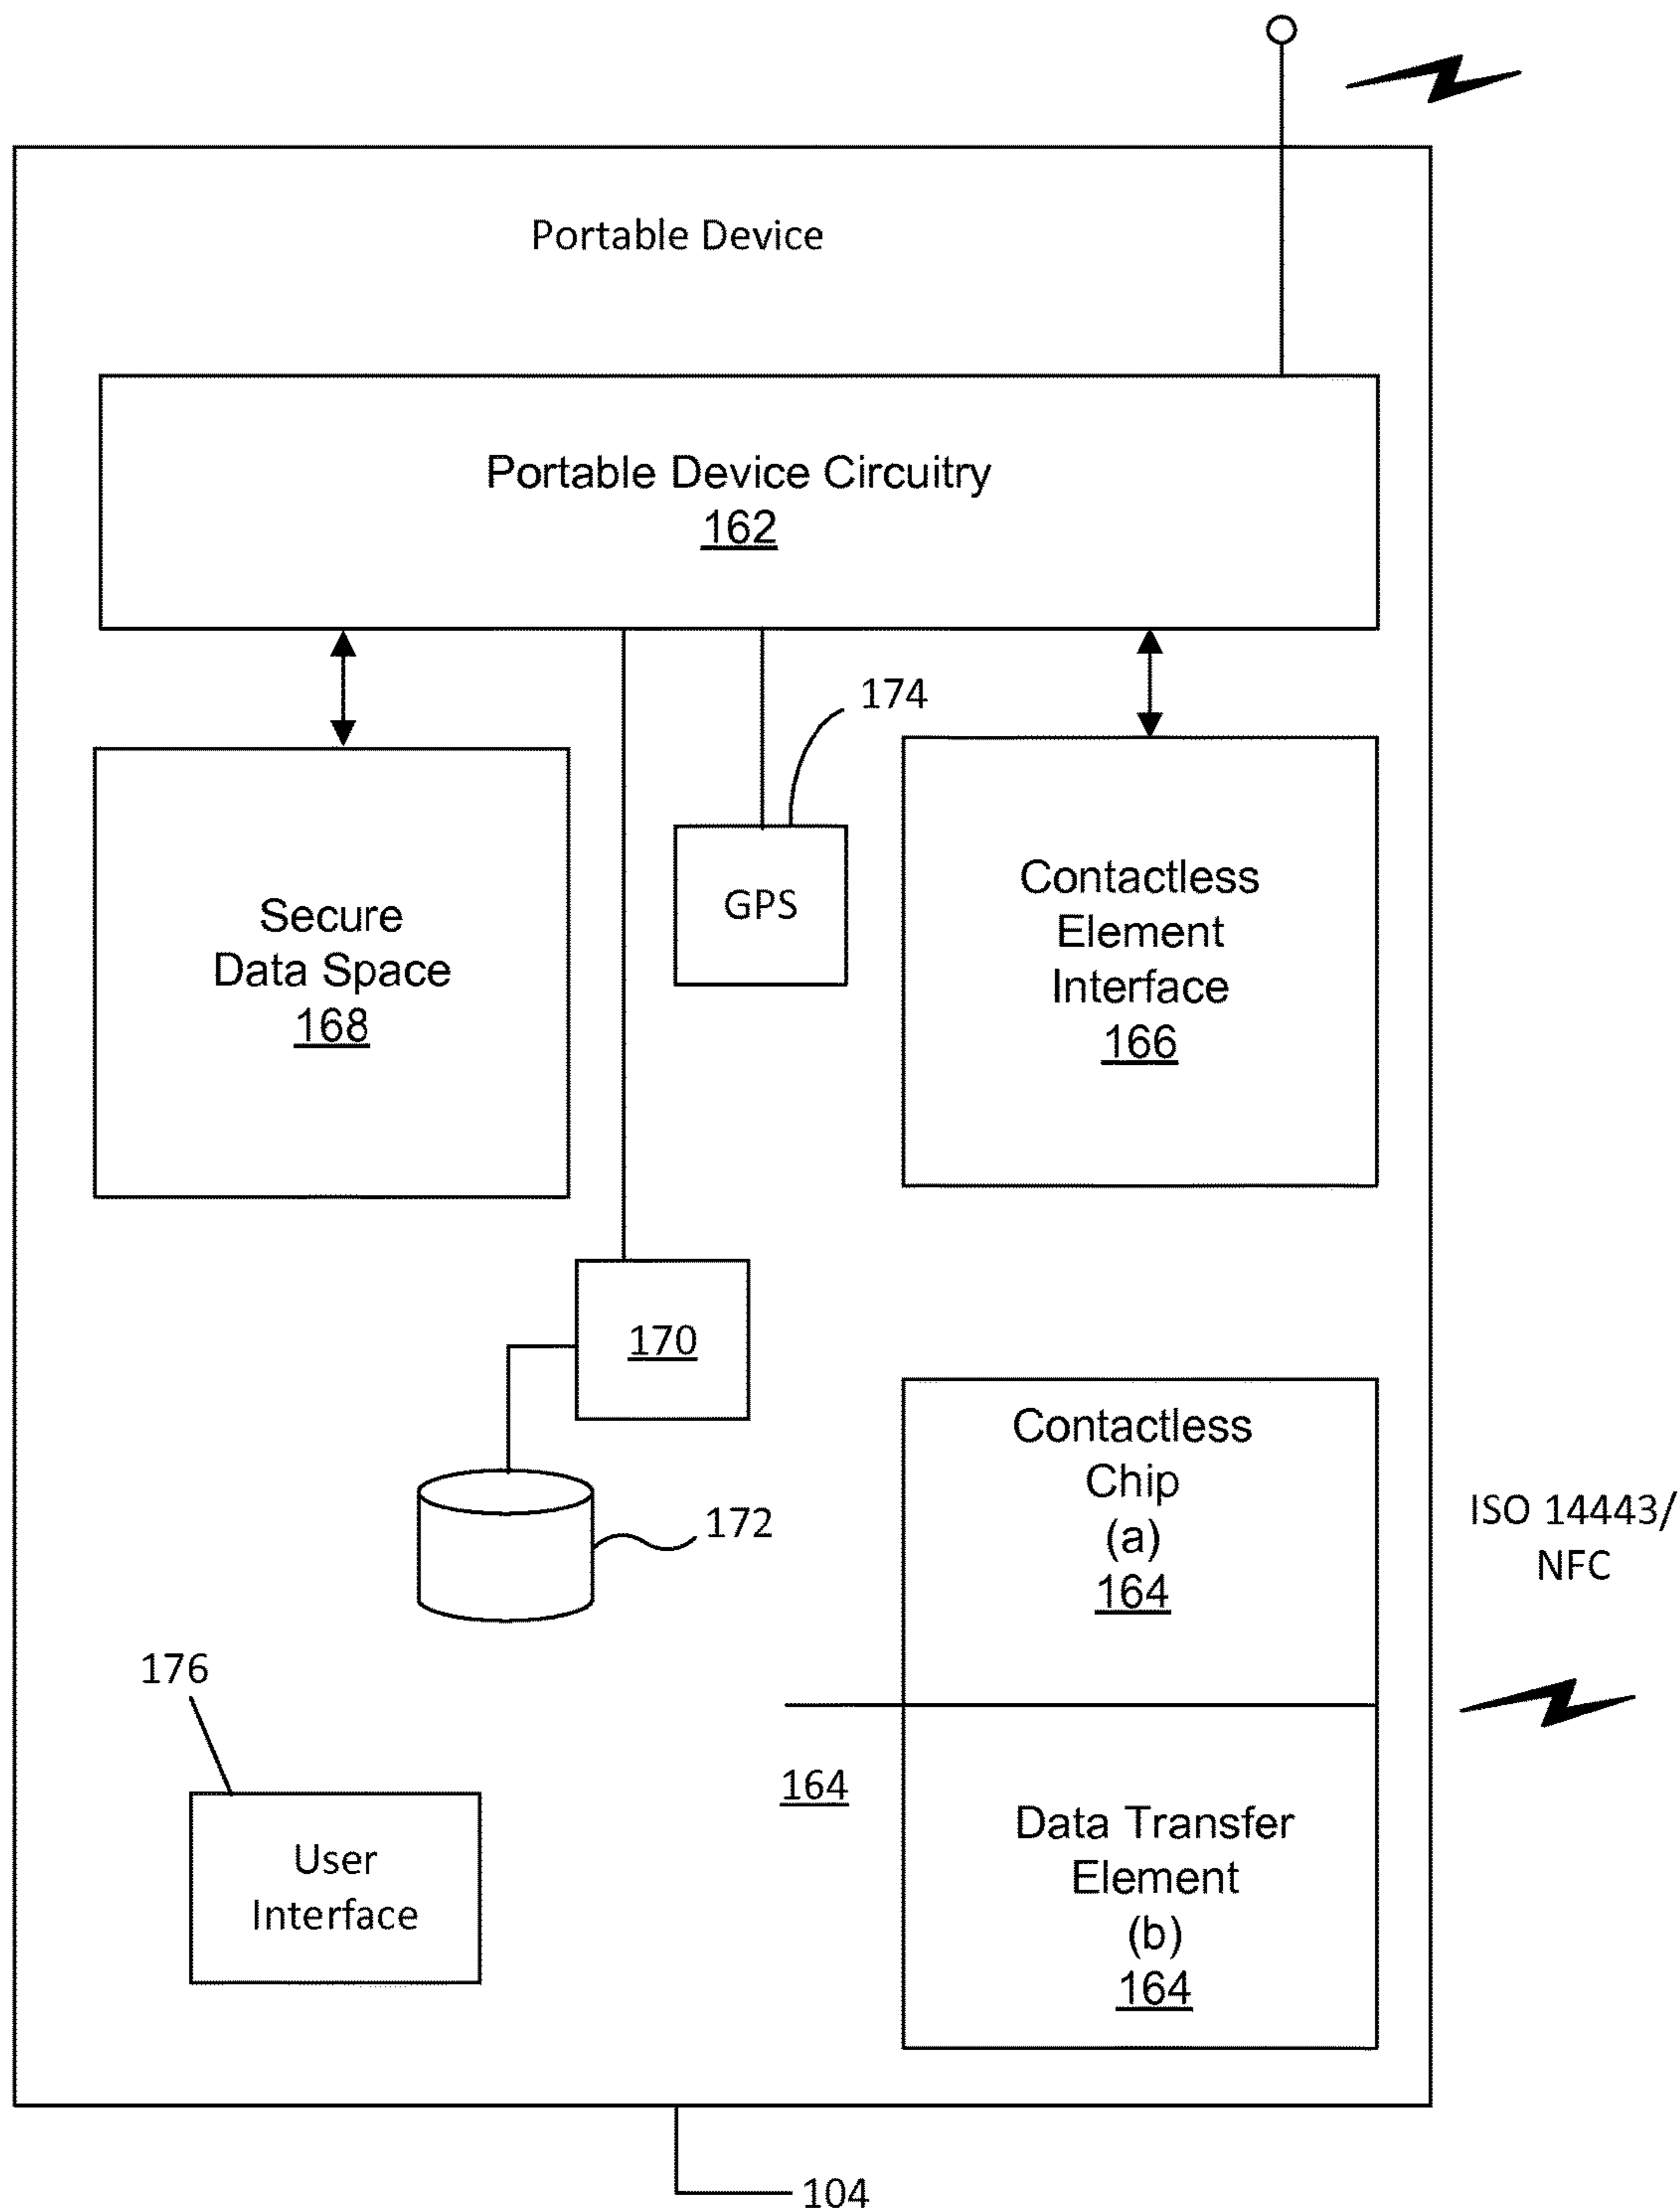 Portable Device
Portable Device Circuitry
162
174
GPS
Secure
Data Space
168
Contactless
Element
Interface
166
170
172
Contactless
Chip
(a)
164
ISO 14443/
NFC
176
164
User
Interface
Data Transfer
Element
(b)
164
104